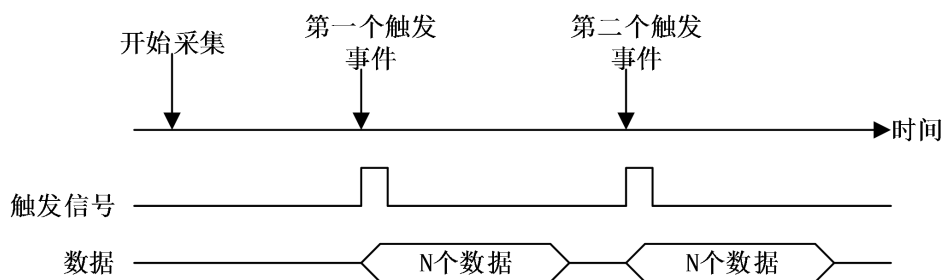 开始采集
第一个触发
事件
第二个触发
事件
时间
触发信号
数据
N个数据
N个数据